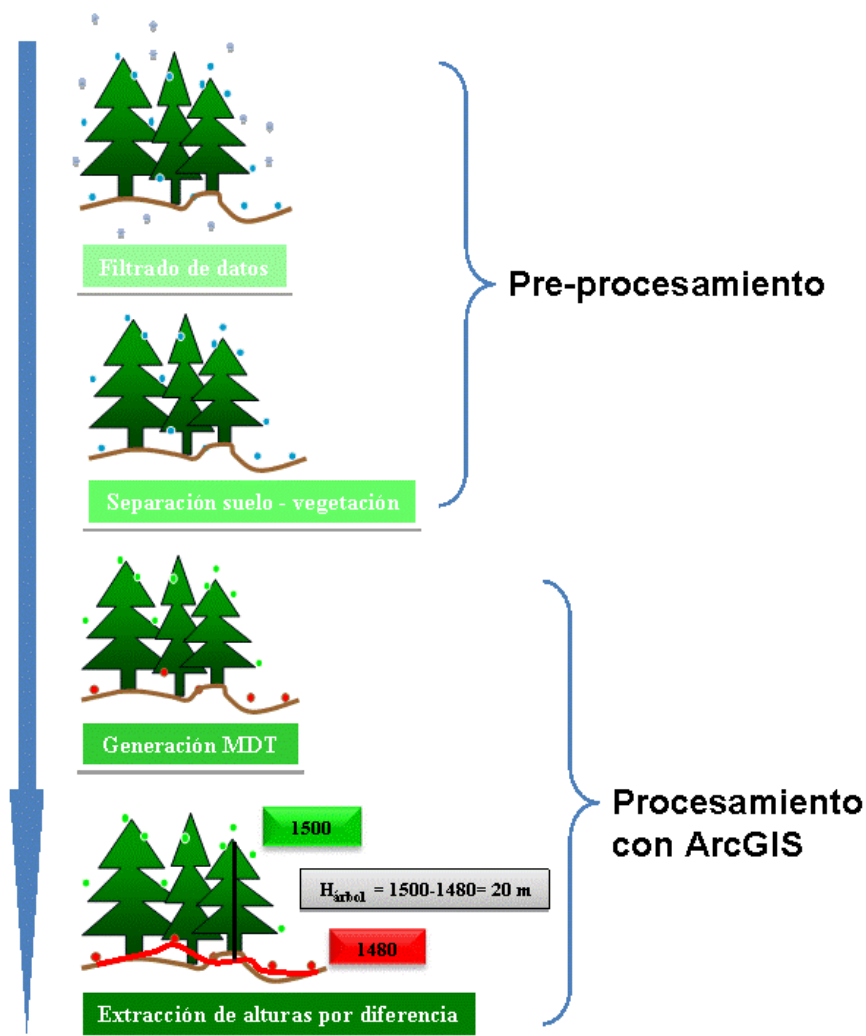 Filtrado de datos
Pre-procesamiento
Separación suelo - vegetación
Generación MDT
1500
Procesamiento
con ArcGIS
Hárbol = 1500-1480= 20 m
1480
Extracción de alturas por diferencia